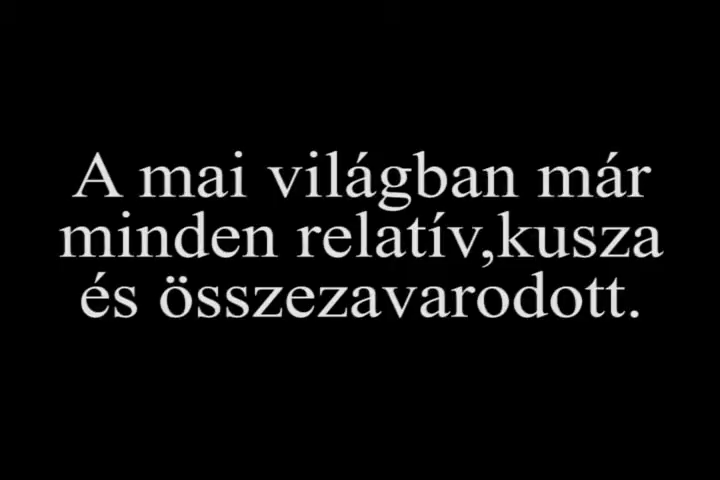 A mai világban már
minden relatív,kusza
és összezavarodott.